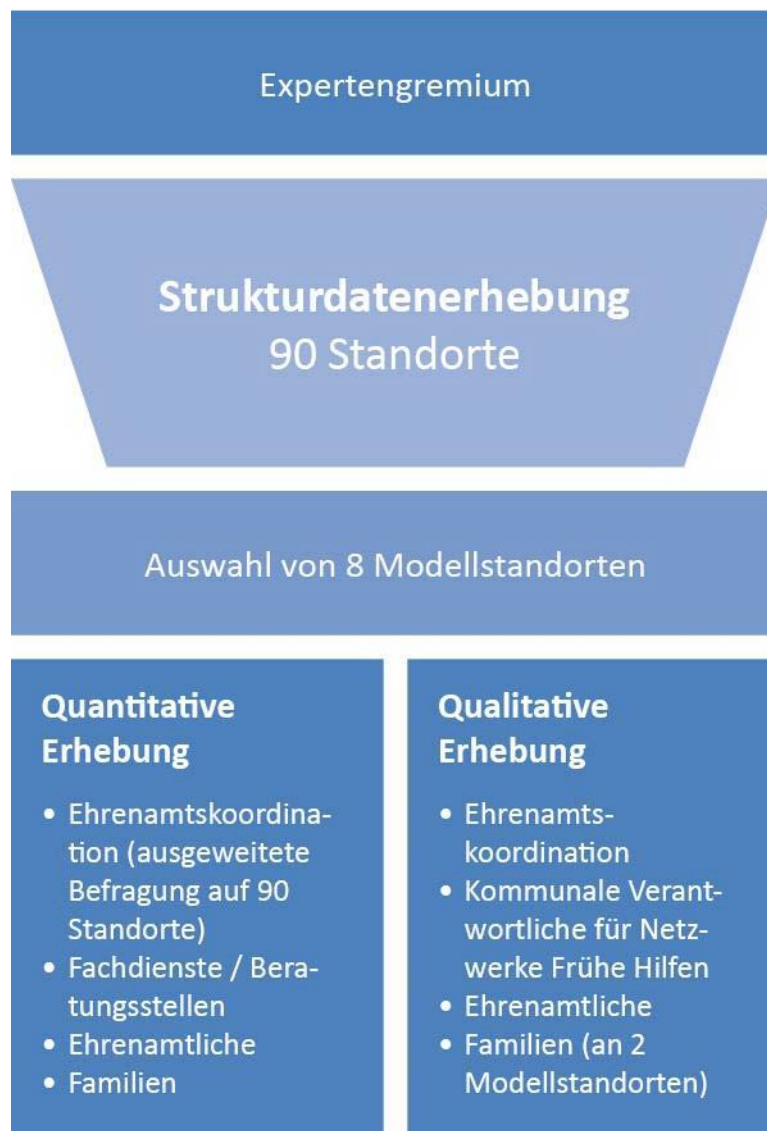 Expertengremium
Strukturdatenerhebung
90 Standorte
Auswahl von 8 Modellstandorten
Quantitative
Erhebung
• Ehrenamtskoordina-
tion (ausgeweitete
Befragung auf 90
Standorte)
• Fachdienste / Bera-
tungsstellen
• Ehrenamtliche
• Familien
Qualitative
Erhebung
• Ehrenamts-
koordination
• Kommunale Verant-
wortliche für Netz-
werke Frühe Hilfen
• Ehrenamtliche
• Familien (an 2
Modellstandorten)